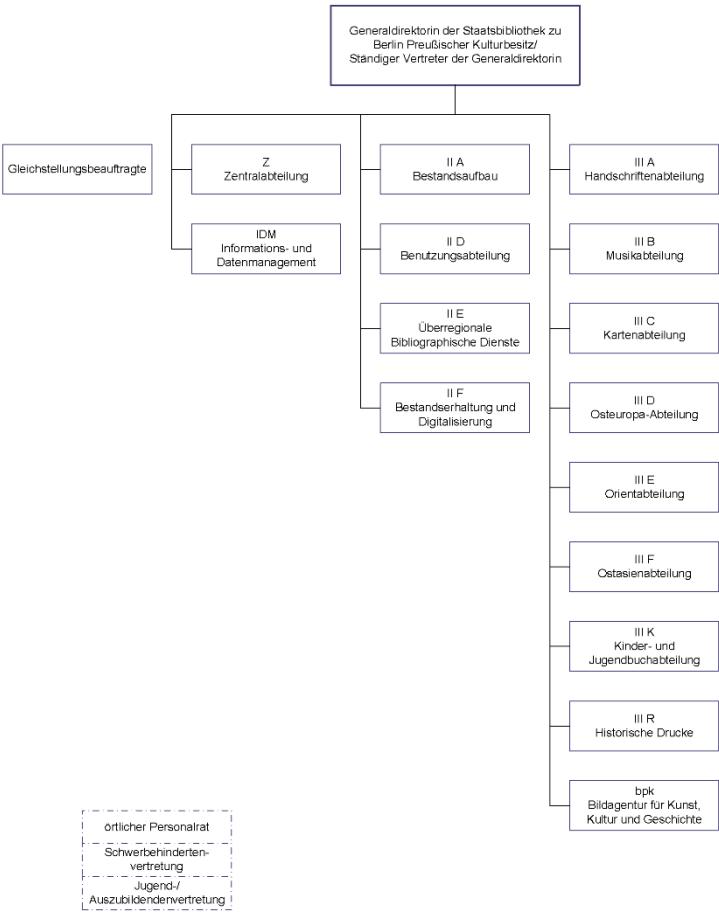 Generaldirektorin der Staatsbibliothek zu
Berlin Preußischer Kulturbesitz/
Ständiger Vertreter der Generaldirektorin
Gleichstellungsbeauftragte
Z
Zentralabteilung
IDM
Informations- und
Datenmanagement
II A
Bestandsaufbau
II D
Benutzungsabteilung
II E
Überregionale
Bibliographische Dienste
II F
Bestandserhaltung und
Digitalisierung
III A
Handschriftenabteilung
III B
Musikabteilung
III C
Kartenabteilung
III D
Osteuropa-Abteilung
III E
Orientabteilung
III F
Ostasienabteilung
III K
Kinder- und
Jugendbuchabteilung
III R
Historische Drucke
bpk
Bildagentur für Kunst,
Kultur und Geschichte
örtlicher Personalrat
Schwerbehinderten-
vertretung
Jugend-/
Auszubildendenvertretung